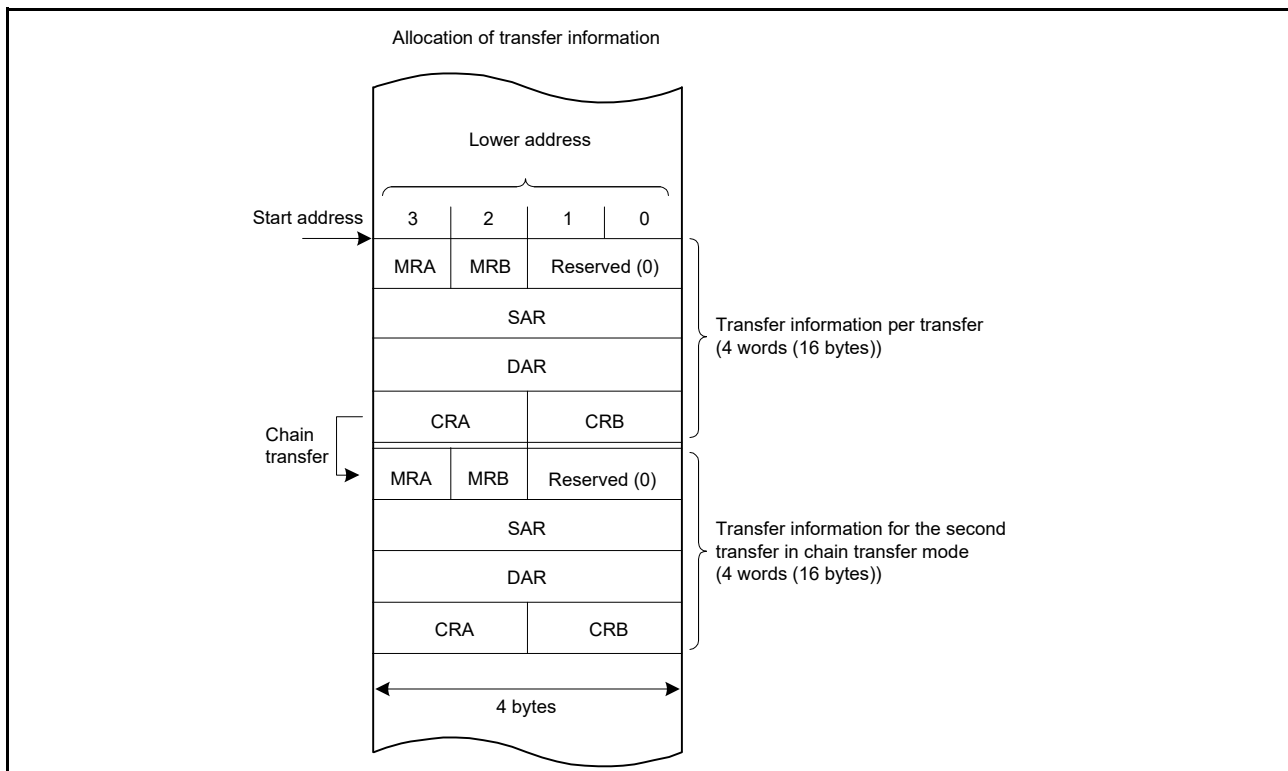 Allocation of transfer information
Lower address
Start address
3 2 1 0
MRA MRB Reserved (0)
SAR
DAR
CRA CRB
Transfer information per transfer
(4 words (16 bytes))
Chain
transfer
MRA MRB Reserved (0)
SAR
DAR
CRA CRB
Transfer information for the second
transfer in chain transfer mode
(4 words (16 bytes))
4 bytes